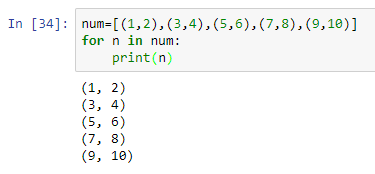 In [34]: num=[(1,2),(3,4),(5,6),(7,8),(9,10)]
for n in num:
    print(n)
(1, 2)
(3, 4)
(5, 6)
(7, 8)
(9, 10)